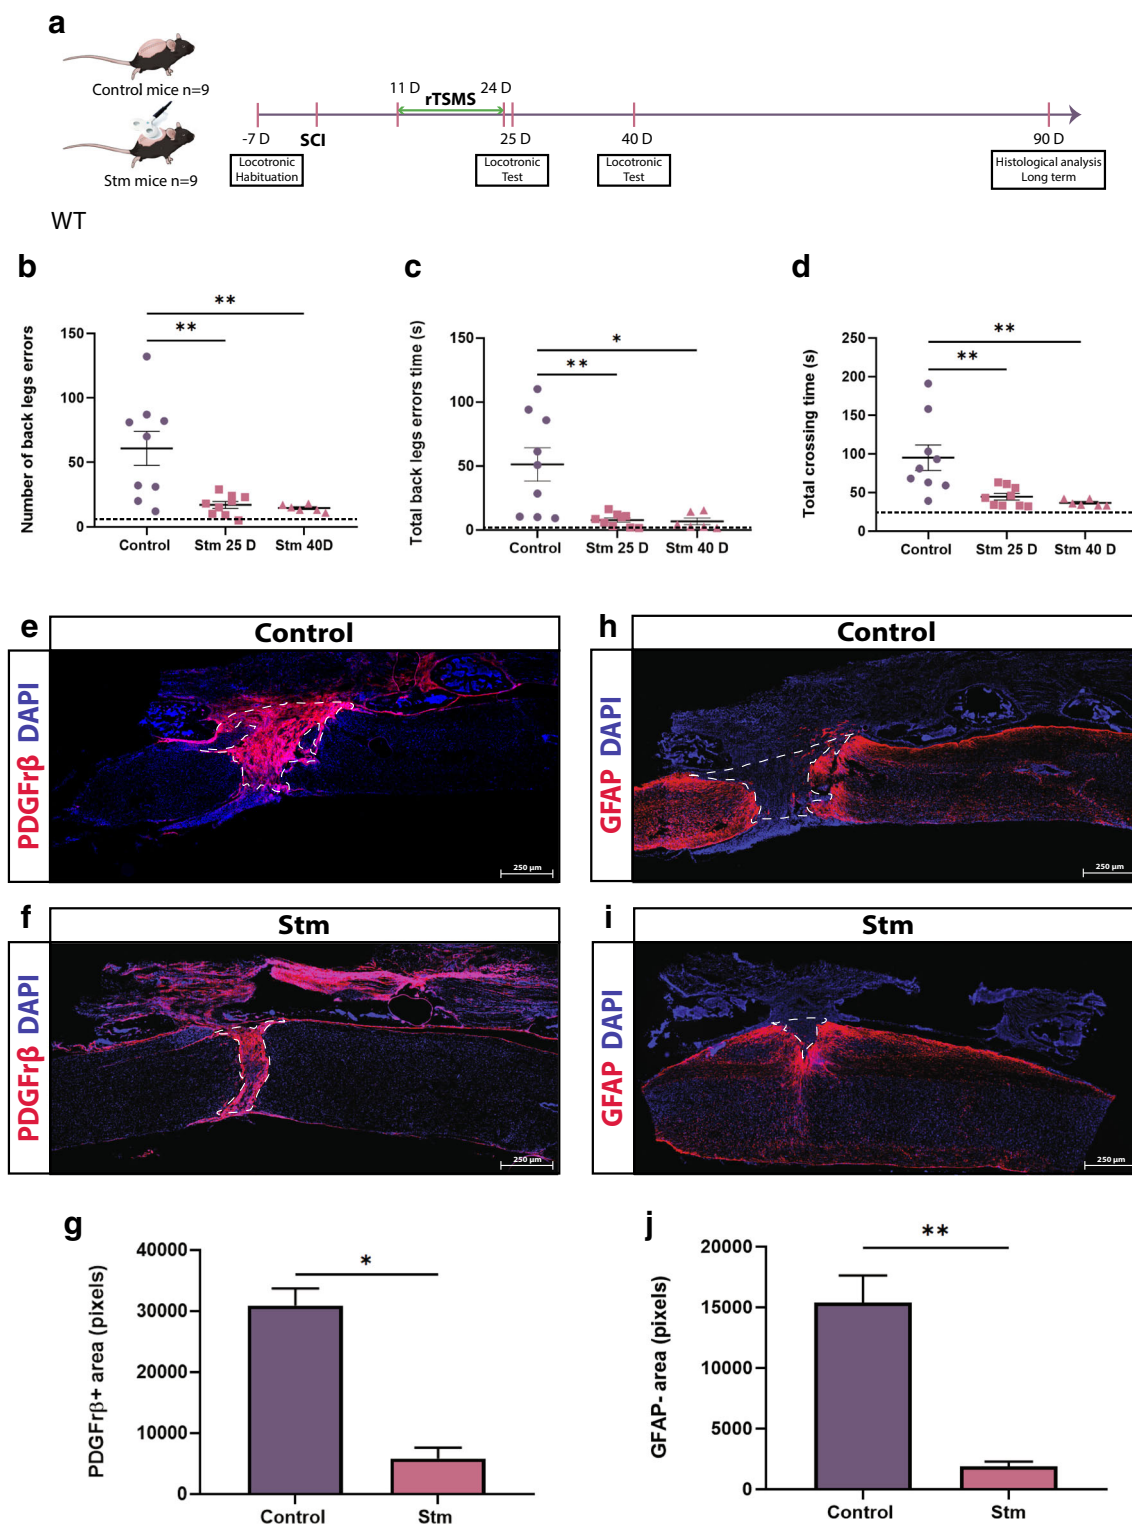 a
Control mice n=9
Stm mice n=9
11 D
rTSMS
24 D
-7 D
SCI
25 D
40 D
90 D
Locotronic
Habituation
Locotronic
Test
Locotronic
Test
Histological analysis
Long term
WT
b
Number of back legs errors
150
100
50
0
**
**
Control
Stm 25 D
Stm 40D
c
Total back legs errors time (s)
150
100
50
0
*
**
Control
Stm 25 D
Stm 40 D
d
Total crossing time (s)
250
200
150
100
50
0
**
**
Control
Stm 25 D
Stm 40 D
e
Control
PDGFrβ DAPI
250 µm
h
Control
GFAP DAPI
250 µm
f
Stm
PDGFrβ DAPI
250 µm
i
Stm
GFAP DAPI
250 µm
g
PDGFrβ+ area (pixels)
40000
30000
20000
10000
0
*
Control
Stm
j
GFAP- area (pixels)
20000
15000
10000
5000
0
**
Control
Stm